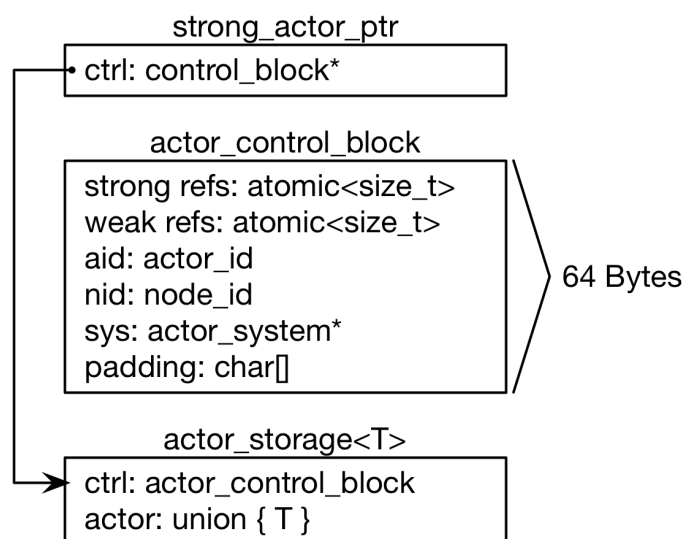 strong_actor_ptr
ctrl: control_block*
actor_control_block
strong refs: atomic<size_t>
weak refs: atomic<size_t>
aid: actor_id
nid: node_id
sys: actor_system*
padding: char[]
64 Bytes
actor_storage<T>
ctrl: actor_control_block
actor: union { T }